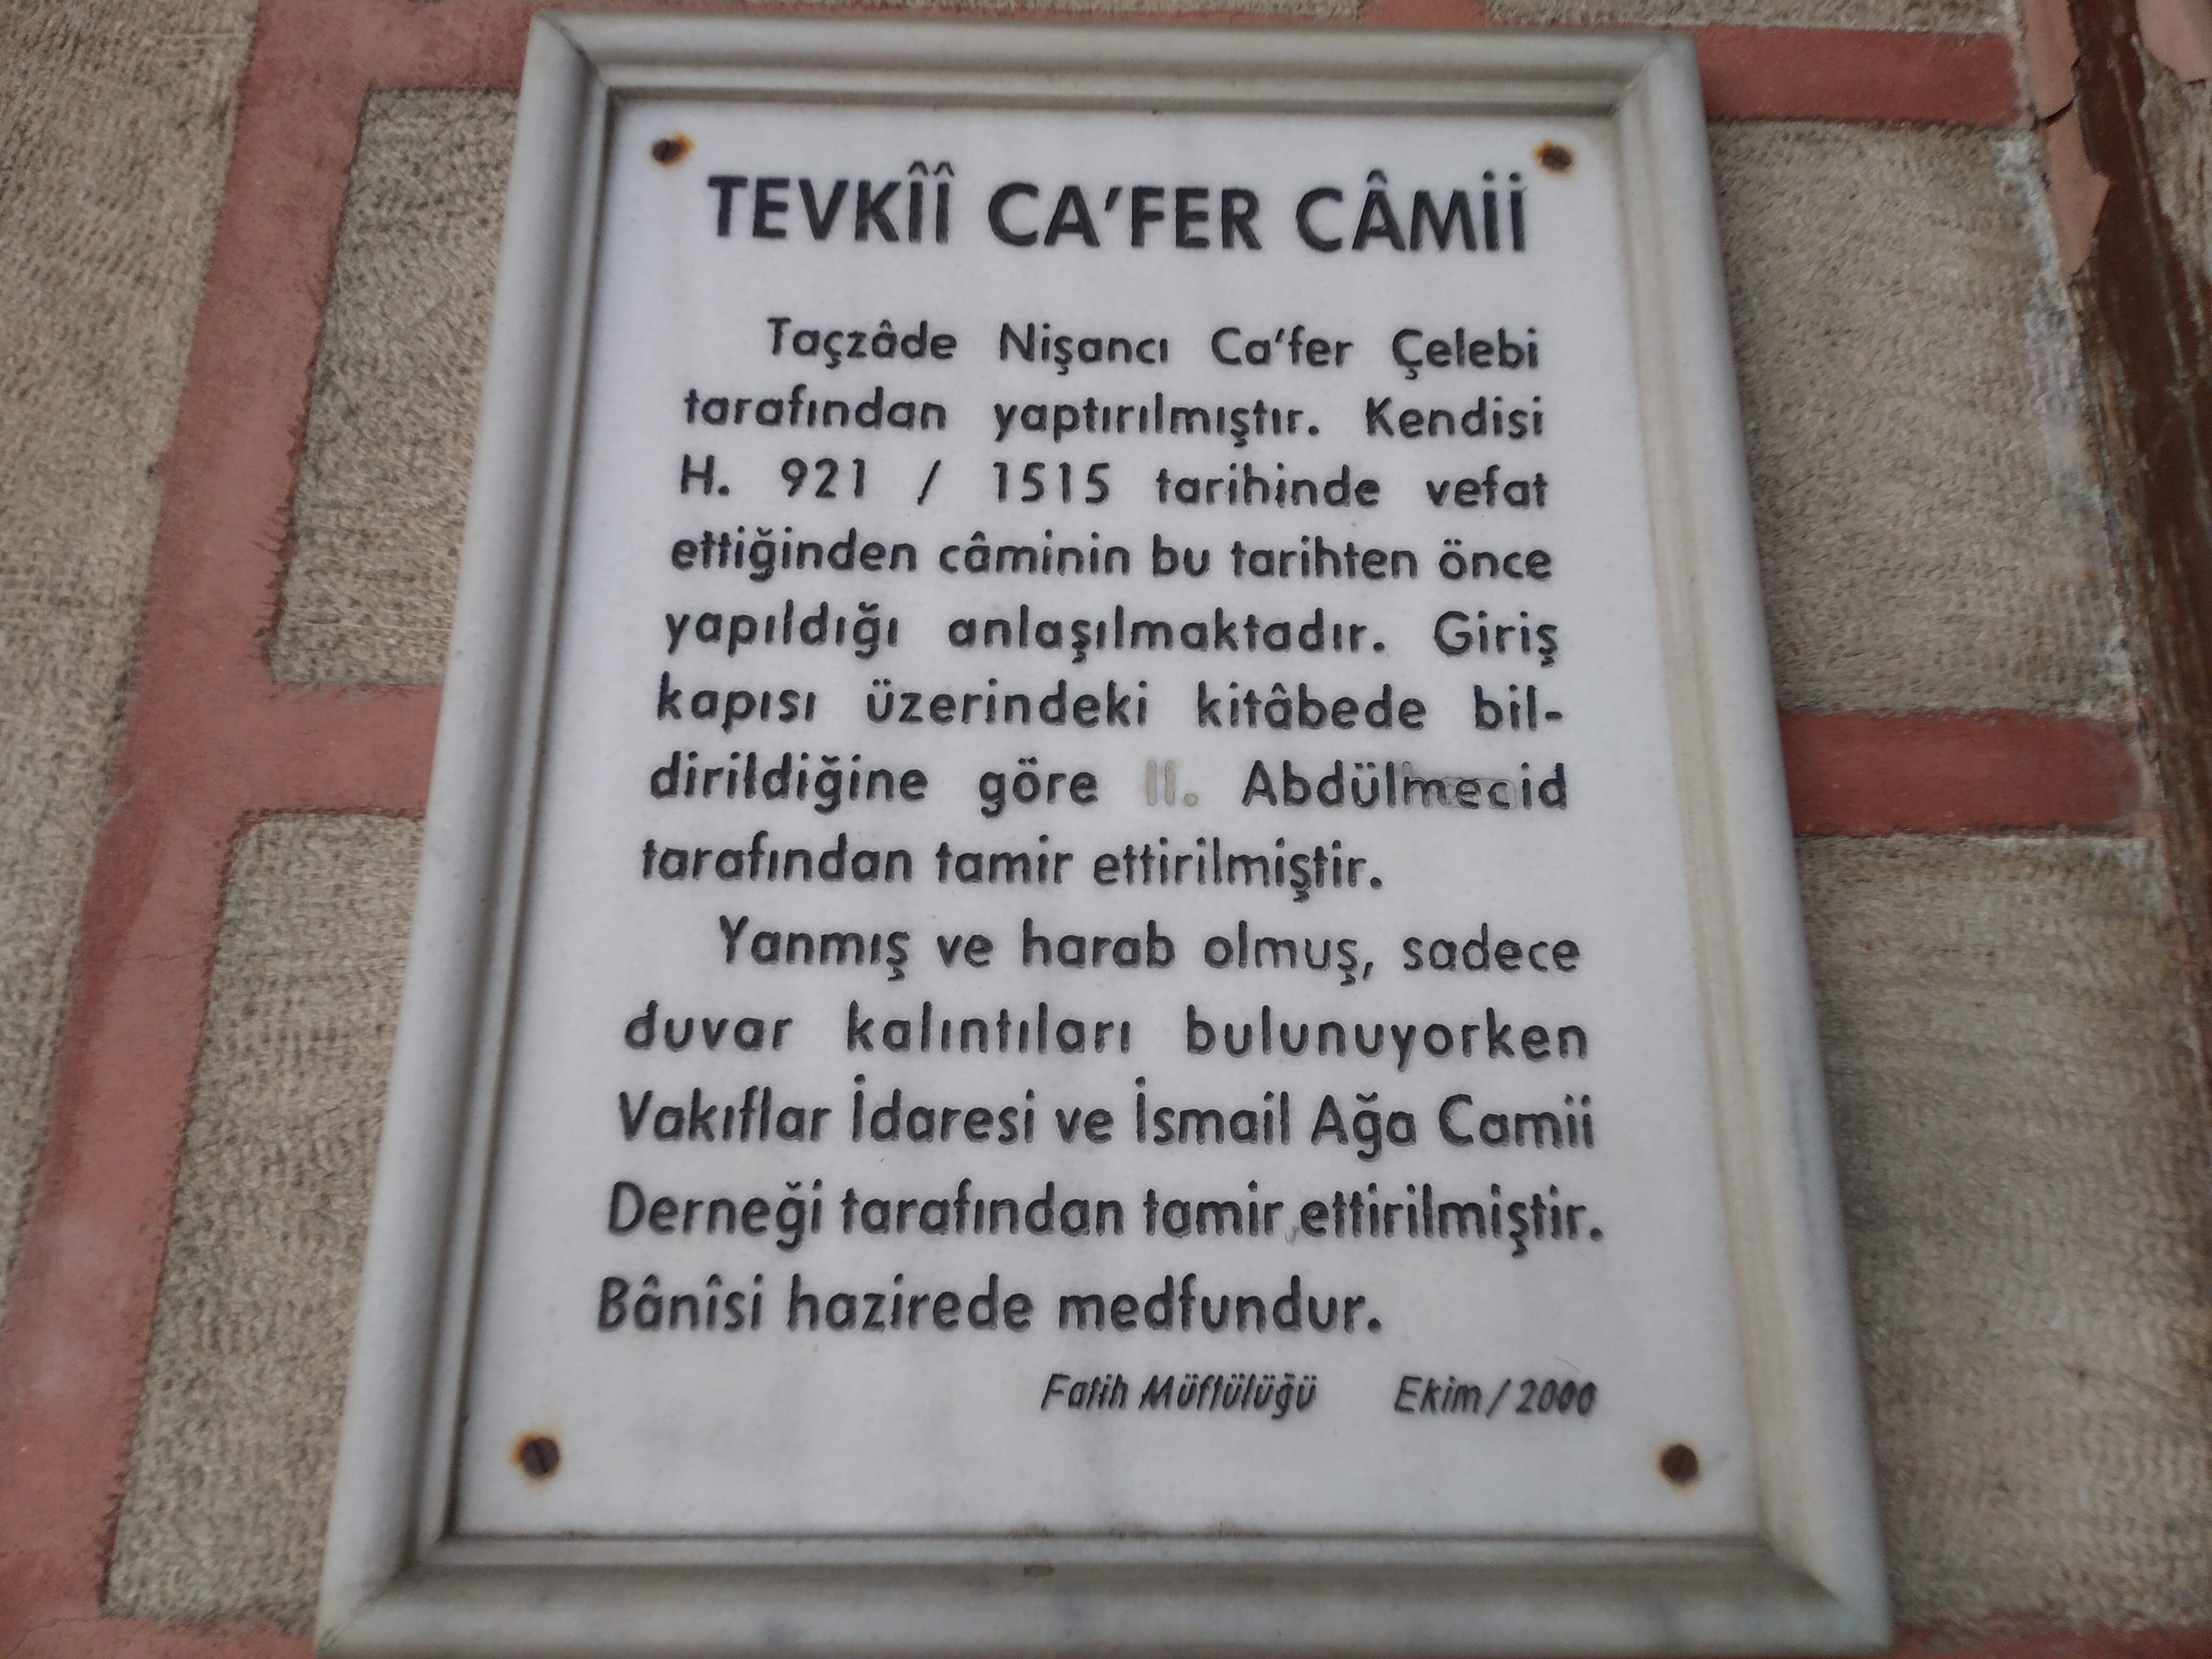 TEVKÎÎ CA'FER CÂMİİ
Taçzâde Nişancı Ca'fer Çelebi
tarafından yaptırılmıştır. Kendisi
H. 921 / 1515 tarihinde vefat
ettiğinden câminin bu tarihten önce
yapıldığı anlaşılmaktadır. Giriş
kapısı üzerindeki kitâbede bil-
dirildiğine göre II. Abdülmecid
tarafından tamir ettirilmiştir.
Yanmış ve harab olmuş, sadece
duvar kalıntıları bulunuyorken
Vakıflar İdaresi ve İsmail Ağa Camii
Derneği tarafından tamir ettirilmiştir.
Bânîsi hazirede medfundur.
Fatih Müftülüğü Ekim / 2000